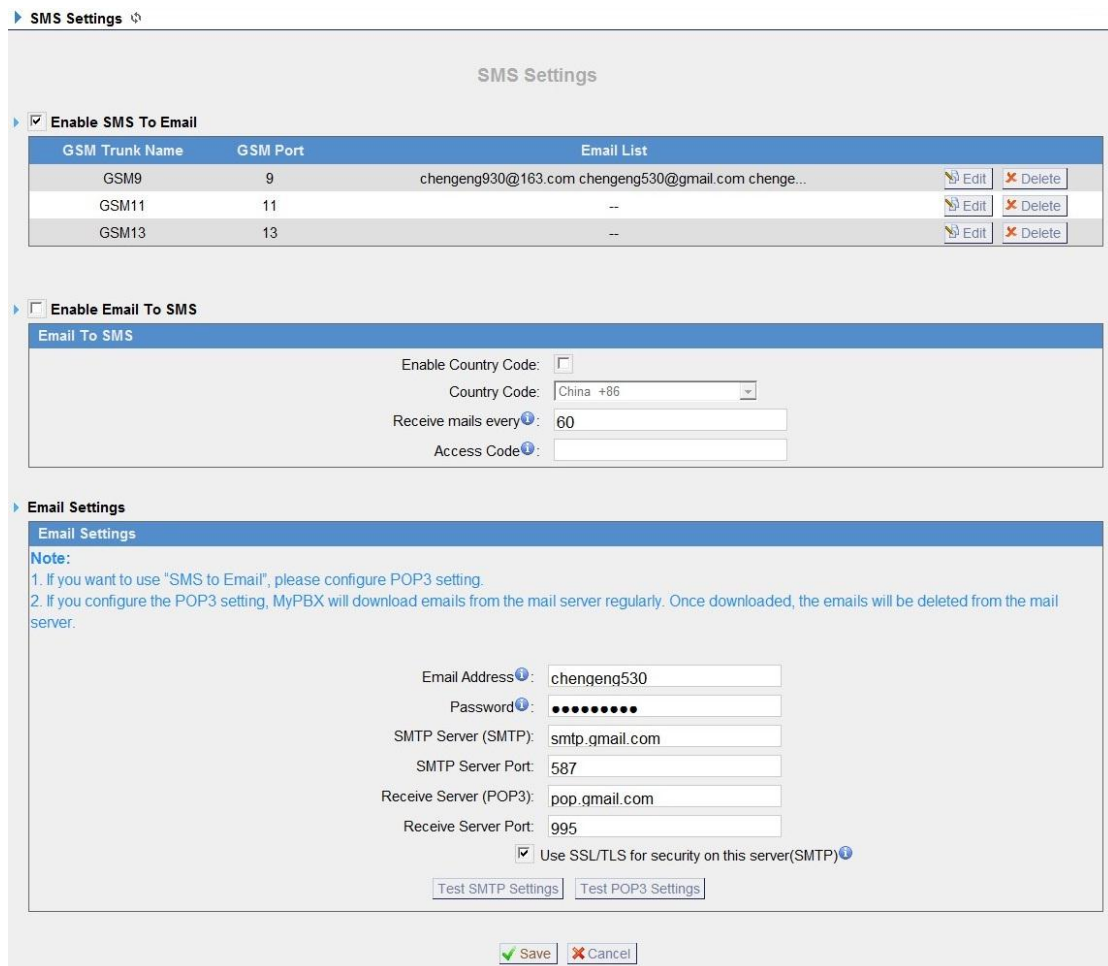 SMS Settings
SMS Settings
Enable SMS To Email
GSM Trunk Name GSM Port Email List
GSM9 9 chengeng930@163.com chengeng530@gmail.com chenge... Edit Delete
GSM11 11 -- Edit Delete
GSM13 13 -- Edit Delete
Enable Email To SMS
Email To SMS
Enable Country Code:
Country Code: China +86
Receive mails every: 60
Access Code:
Email Settings
Email Settings
Note:
1. If you want to use "SMS to Email", please configure POP3 setting.
2. If you configure the POP3 setting, MyPBX will download emails from the mail server regularly. Once downloaded, the emails will be deleted from the mail
server.
Email Address: chengeng530
Password: ●●●●●●●●●
SMTP Server (SMTP): smtp.gmail.com
SMTP Server Port: 587
Receive Server (POP3): pop.gmail.com
Receive Server Port: 995
Use SSL/TLS for security on this server(SMTP)
Test SMTP Settings Test POP3 Settings
Save Cancel